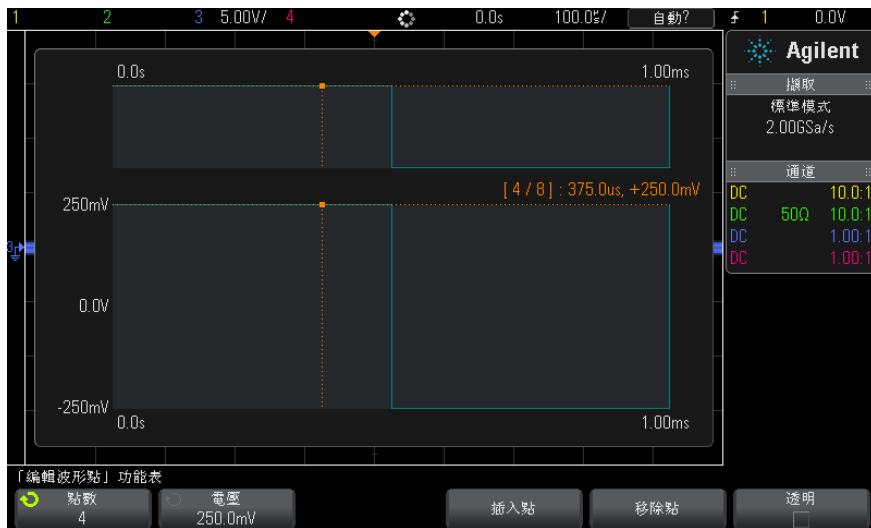 1 2 3 5.00V/ 4 0.0s 100.0us/ 自動? 1 0.0V
Agilent
擷取
標準模式
2.00GSa/s
通道
DC 10.0:1
DC 50Ω 10.0:1
DC 1.00:1
DC 1.00:1
0.0s 1.00ms
[ 4 / 8 ] : 375.0us, +250.0mV
250mV
3
0.0V
-250mV
0.0s 1.00ms
「編輯波形點」功能表
點數
4
電壓
250.0mV
插入點
移除點
透明